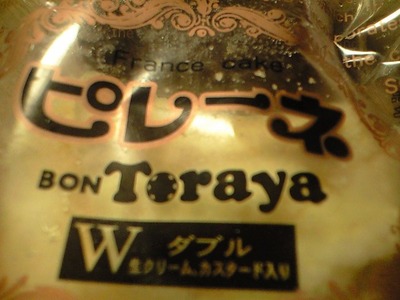 "France cake"
ピレーネ
BON Toraya
W ダブル
生クリーム、カスタード入り